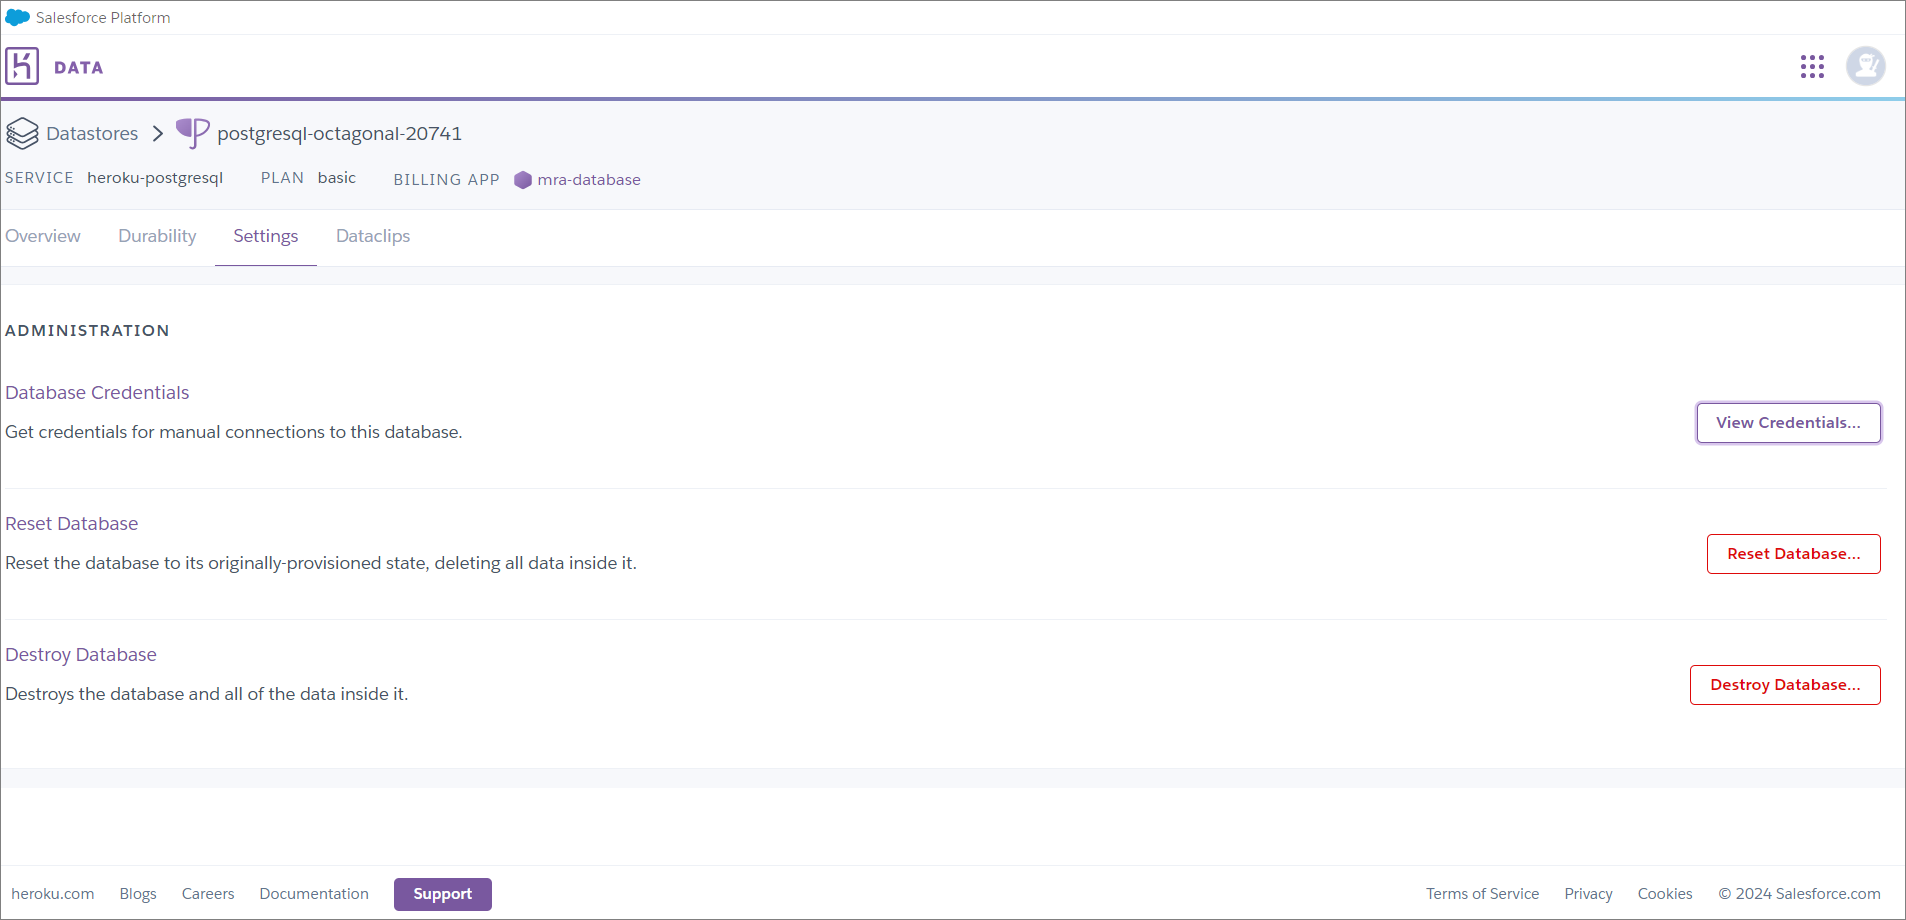 Salesforce Platform
DATA
Datastores
postgresql-octagonal-20741
SERVICE heroku-postgresql PLAN basic BILLING APP mra-database
Overview Durability Settings Dataclips
ADMINISTRATION
Database Credentials
Get credentials for manual connections to this database.
View Credentials...
Reset Database
Reset the database to its originally-provisioned state, deleting all data inside it.
Reset Database...
Destroy Database
Destroys the database and all of the data inside it.
Destroy Database...
heroku.com Blogs Careers Documentation Support Terms of Service Privacy Cookies © 2024 Salesforce.com